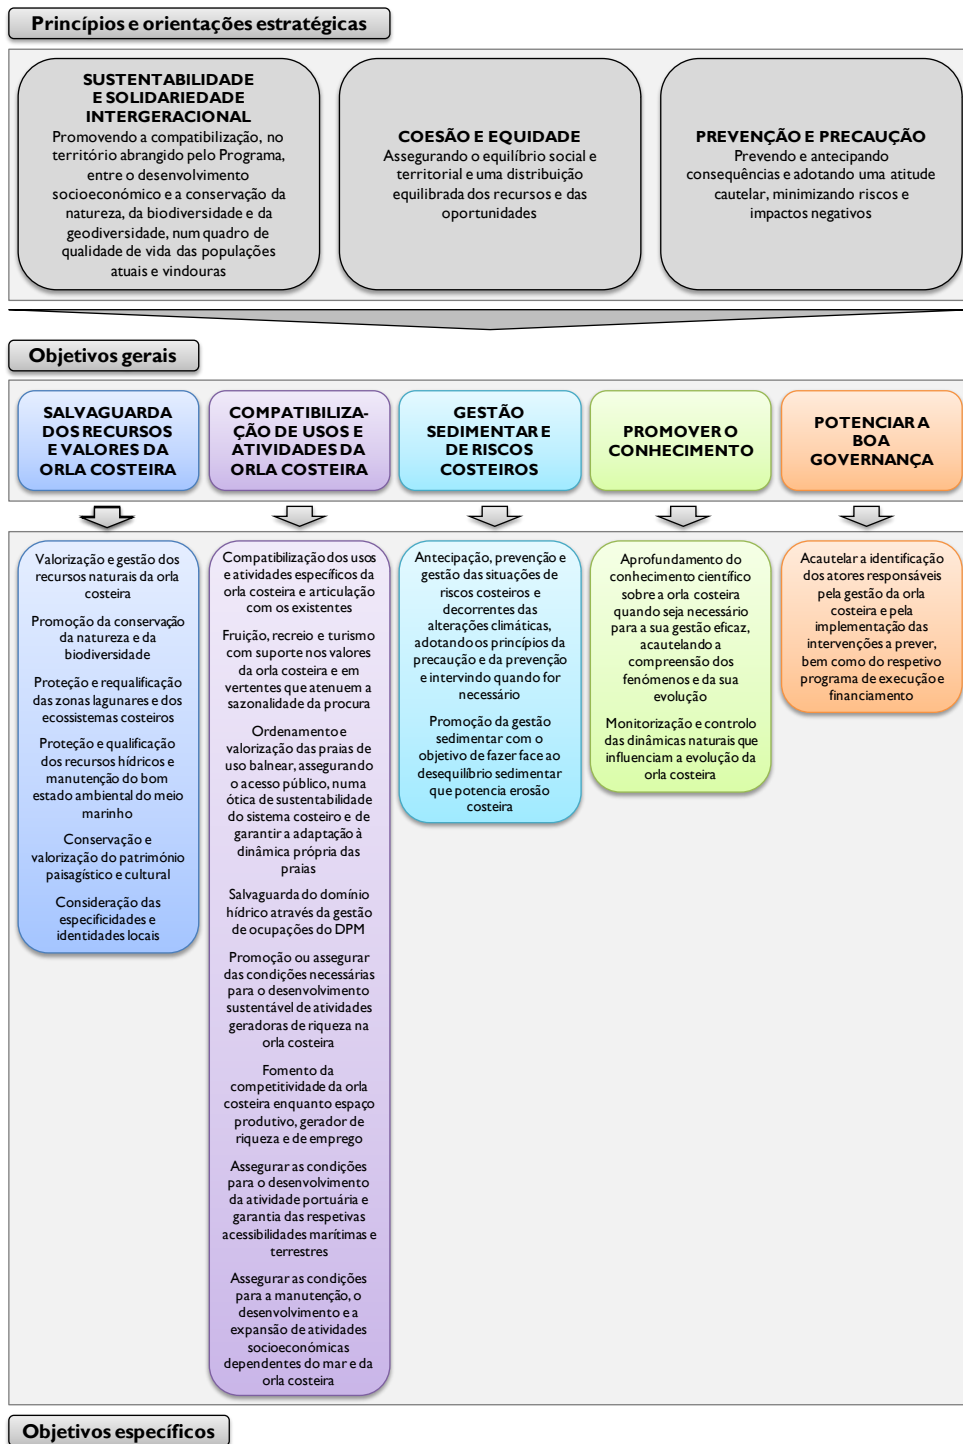 Princípios e orientações estratégicas
SUSTENTABILIDADE
E SOLIDARIEDADE
INTERGERACIONAL
Promovendo a compatibilização, no
território abrangido pelo Programa,
entre o desenvolvimento
socioeconómico e a conservação da
natureza, da biodiversidade e da
geodiversidade, num quadro de
qualidade de vida das populações
atuais e vindouras
COESÃO E EQUIDADE
Assegurando o equilíbrio social e
territorial e uma distribuição
equilibrada dos recursos e das
oportunidades
PREVENÇÃO E PRECAUÇÃO
Prevendo e antecipando
consequências e adotando uma atitude
cautelar, minimizando riscos e
impactos negativos
Objetivos gerais
SALVAGUARDA
DOS RECURSOS
E VALORES DA
ORLA COSTEIRA
COMPATIBILIZA-
ÇÃO DE USOS E
ATIVIDADES DA
ORLA COSTEIRA
GESTÃO
SEDIMENTAR E
DE RISCOS
COSTEIROS
PROMOVER O
CONHECIMENTO
POTENCIAR A
BOA
GOVERNANÇA
Valorização e gestão dos
recursos naturais da orla
costeira
Promoção da conservação
da natureza e da
biodiversidade
Proteção e requalificação
das zonas lagunares e dos
ecossistemas costeiros
Proteção e qualificação
dos recursos hídricos e
manutenção do bom
estado ambiental do meio
marinho
Conservação e
valorização do património
paisagístico e cultural
Consideração das
especificidades e
identidades locais
Compatibilização dos usos
e atividades específicos da
orla costeira e articulação
com os existentes
Fruição, recreio e turismo
com suporte nos valores
da orla costeira e em
vertentes que atenuem a
sazonalidade da procura
Ordenamento e
valorização das praias de
uso balnear, assegurando
o acesso público, numa
ótica de sustentabilidade
do sistema costeiro e de
garantir a adaptação à
dinâmica própria das
praias
Salvaguarda do domínio
hídrico através da gestão
de ocupações do DPM
Promoção ou assegurar
das condições necessárias
para o desenvolvimento
sustentável de atividades
geradoras de riqueza na
orla costeira
Fomento da
competitividade da orla
costeira enquanto espaço
produtivo, gerador de
riqueza e de emprego
Assegurar as condições
para o desenvolvimento
da atividade portuária e
garantia das respetivas
acessibilidades marítimas e
terrestres
Assegurar as condições
para a manutenção, o
desenvolvimento e a
expansão de atividades
socioeconómicas
dependentes do mar e da
orla costeira
Antecipação, prevenção e
gestão das situações de
riscos costeiros e
decorrentes das
alterações climáticas,
adotando os princípios da
precaução e da prevenção
e intervindo quando for
necessário
Promoção da gestão
sedimentar com o
objetivo de fazer face ao
desequilíbrio sedimentar
que potencia erosão
costeira
Aprofundamento do
conhecimento científico
sobre a orla costeira
quando seja necessário
para a sua gestão eficaz,
acautelando a
compreensão dos
fenómenos e da sua
evolução
Monitorização e controlo
das dinâmicas naturais que
influenciam a evolução da
orla costeira
Acautelar a identificação
dos atores responsáveis
pela gestão da orla
costeira e pela
implementação das
intervenções a prever,
bem como do respetivo
programa de execução e
financiamento
Objetivos específicos